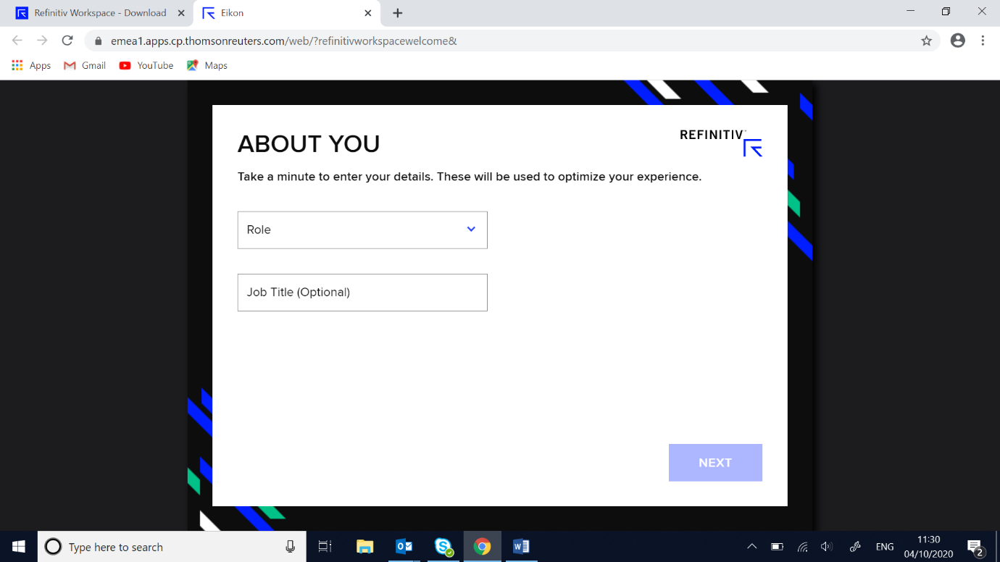 Refinitiv Workspace - Download
Eikon
emea1.apps.cp.thomsonreuters.com/web/?refinitivworkspacewelcome&
Apps
Gmail
YouTube
Maps
REFINITIV
ABOUT YOU
Take a minute to enter your details. These will be used to optimize your experience.
Role
Job Title (Optional)
NEXT
Type here to search
ENG
11:30
04/10/2020
2